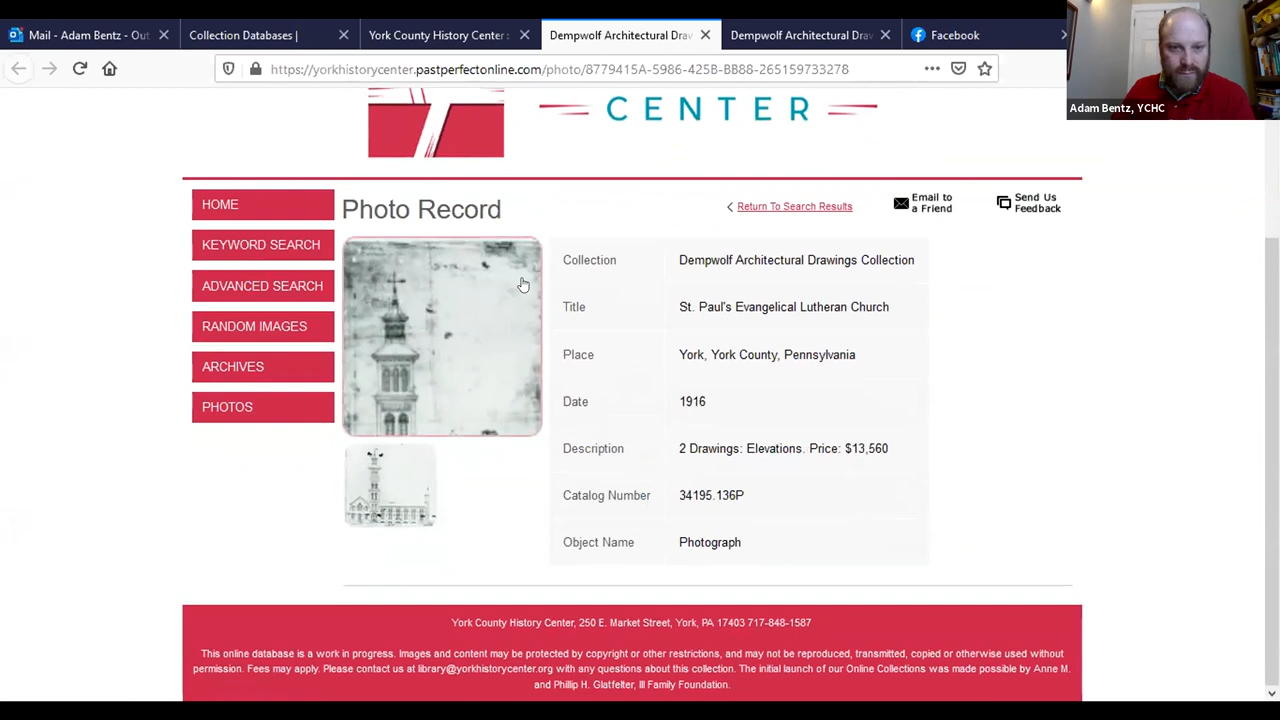 Mail - Adam Bentz - Out
Collection Databases |
York County History Center :
Dempwolf Architectural Draw
Dempwolf Architectural Draw
Facebook
https://yorkhistorycenter.pastperfectonline.com/photo/8779415A-5986-425B-BB88-265159733278
Adam Bentz, YCHC
CENTER
HOME
KEYWORD SEARCH
ADVANCED SEARCH
RANDOM IMAGES
ARCHIVES
PHOTOS
Photo Record
Return To Search Results
Email to
a Friend
Send Us
Feedback
Collection Dempwolf Architectural Drawings Collection
Title St. Paul's Evangelical Lutheran Church
Place York, York County, Pennsylvania
Date 1916
Description 2 Drawings: Elevations. Price: $13,560
Catalog Number 34195.136P
Object Name Photograph
York County History Center, 250 E. Market Street, York, PA 17403 717-848-1587
This online database is a work in progress. Images and content may be protected by copyright or other restrictions, and may not be reproduced, transmitted, copied or otherwise used without
permission. Fees may apply. Please contact us at library@yorkhistorycenter.org with any questions about this collection. The initial launch of our Online Collections was made possible by Anne M.
and Phillip H. Glatfelter, III Family Foundation.